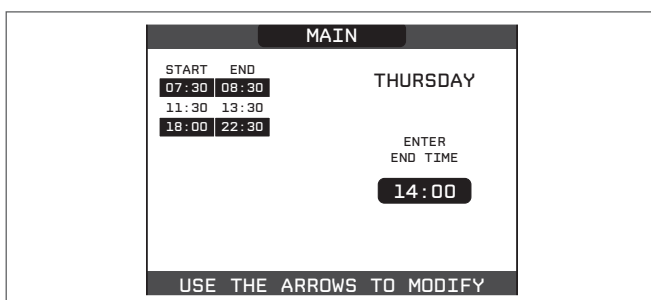 MAIN
START END
07:30 08:30
11:30 13:30
18:00 22:30
THURSDAY
ENTER
END TIME
14:00
USE THE ARROWS TO MODIFY